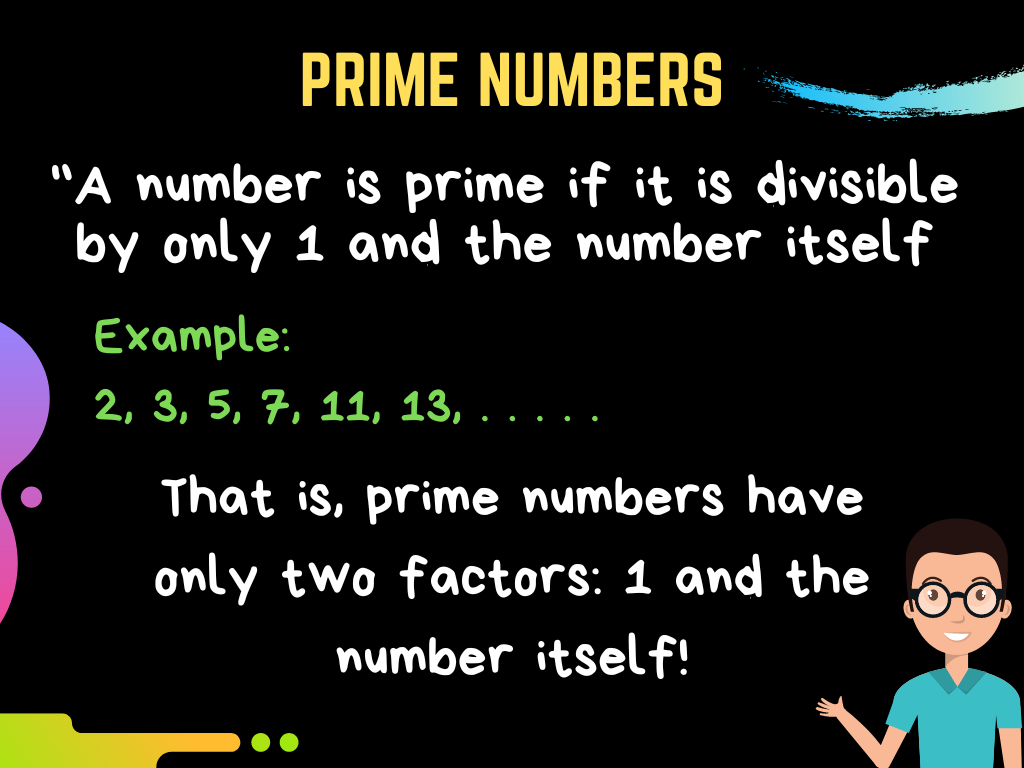 PRIME NUMBERS
"A number is prime if it is divisible
by only 1 and the number itself
Example:
2, 3, 5, 7, 11, 13, . . . . .
That is, prime numbers have
only two factors: 1 and the
number itself!